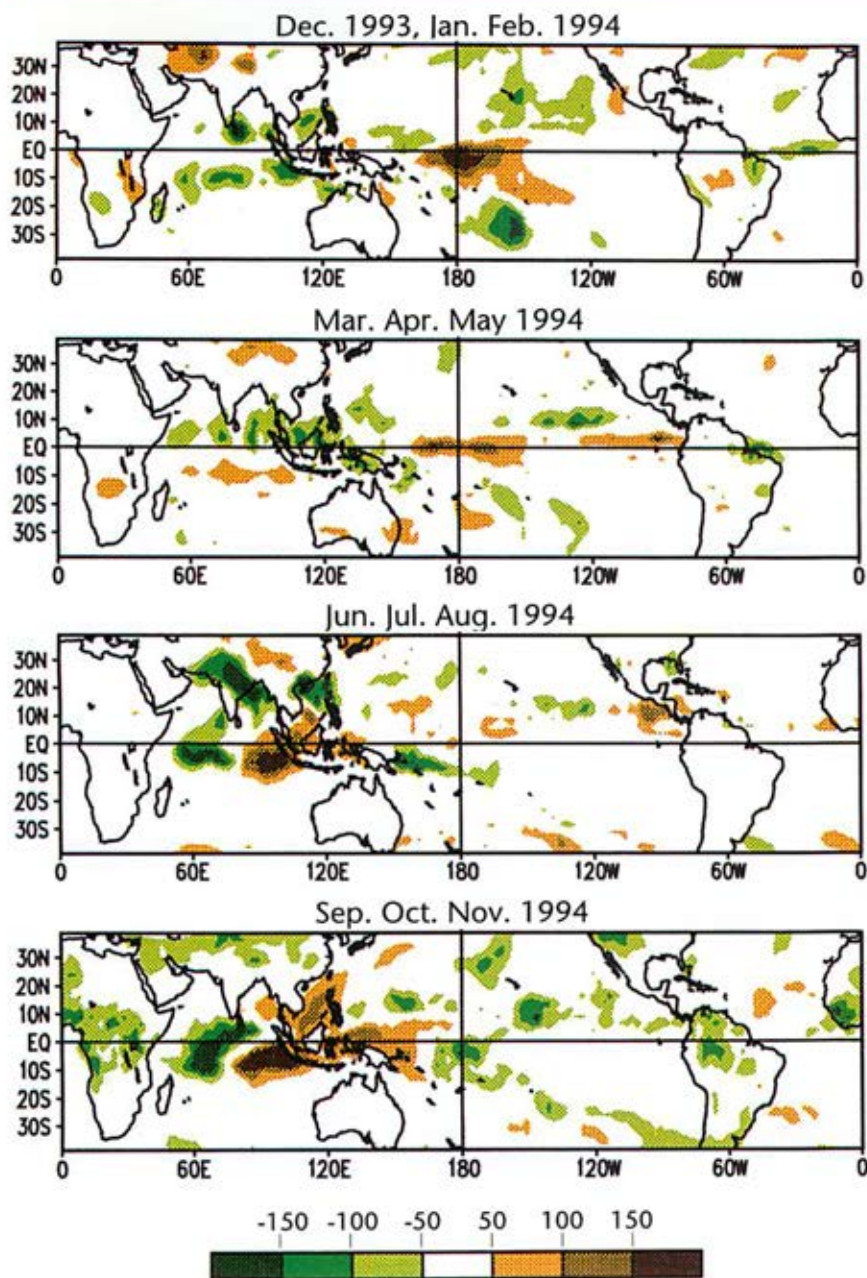 Dec. 1993, Jan. Feb. 1994
30N
20N
10N
EQ
10S
20S
30S
0 60E 120E 180 120W 60W 0
Mar. Apr. May 1994
30N
20N
10N
EQ
10S
20S
30S
0 60E 120E 180 120W 60W 0
Jun. Jul. Aug. 1994
30N
20N
10N
EQ
10S
20S
30S
0 60E 120E 180 120W 60W 0
Sep. Oct. Nov. 1994
30N
20N
10N
EQ
10S
20S
30S
0 60E 120E 180 120W 60W 0
-150 -100 -50 50 100 150